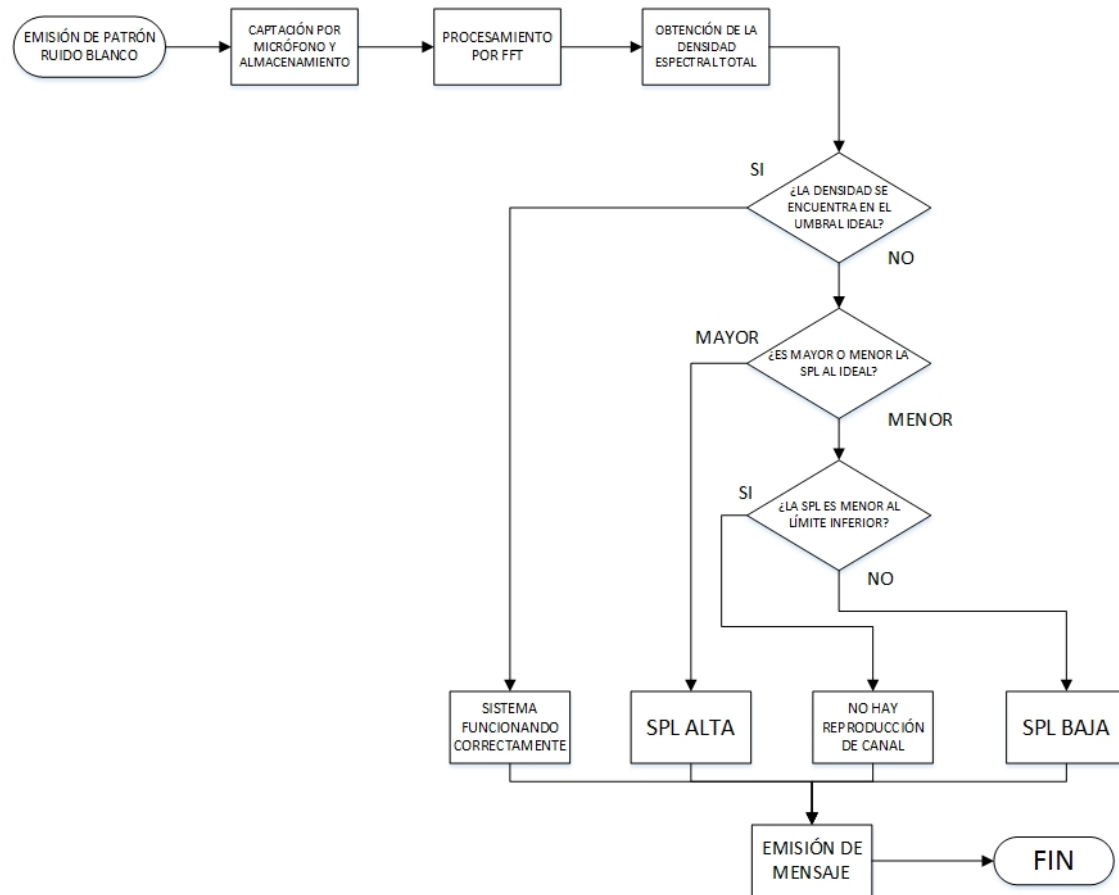 EMISIÓN DE PATRÓN
RUIDO BLANCO
CAPTACIÓN POR
MICRÓFONO Y
ALMACENAMIENTO
PROCESAMIENTO
POR FFT
OBTENCIÓN DE LA
DENSIDAD
ESPECTRAL TOTAL
SI
¿LA DENSIDAD SE
ENCUENTRA EN EL
UMBRAL IDEAL?
NO
MAYOR
¿ES MAYOR O MENOR LA
SPL AL IDEAL?
MENOR
SI
¿LA SPL ES MENOR AL
LÍMITE INFERIOR?
NO
SISTEMA
FUNCIONANDO
CORRECTAMENTE
SPL ALTA
NO HAY
REPRODUCCIÓN
DE CANAL
SPL BAJA
EMISIÓN DE
MENSAJE
FIN